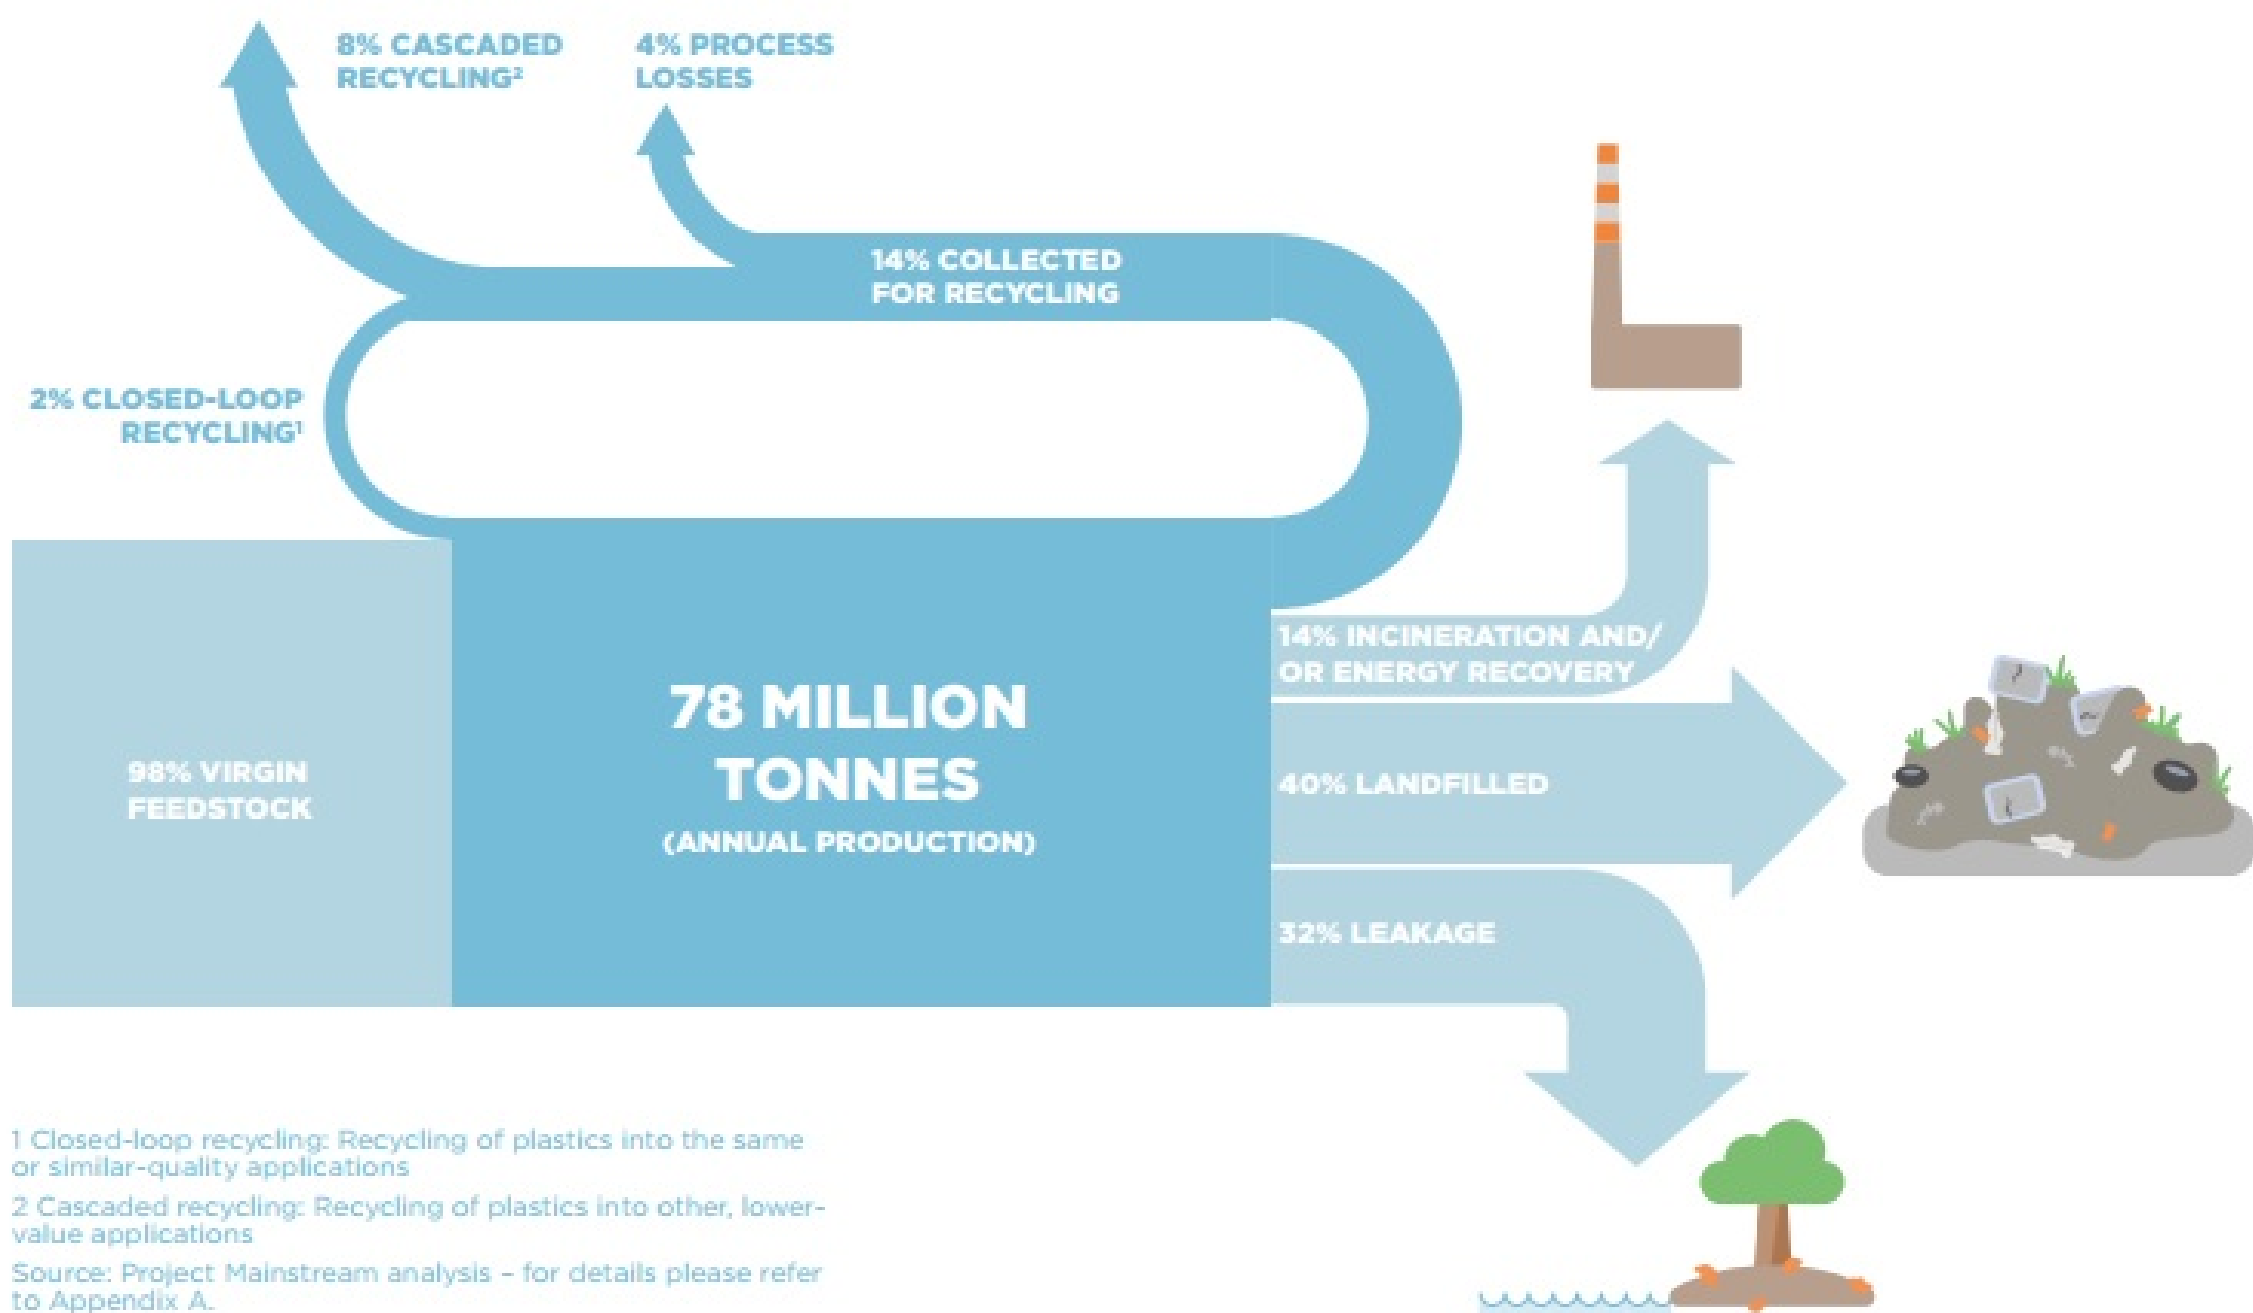 8% CASCADED
RECYCLING²
4% PROCESS
LOSSES
14% COLLECTED
FOR RECYCLING
2% CLOSED-LOOP
RECYCLING¹
14% INCINERATION AND/
OR ENERGY RECOVERY
98% VIRGIN
FEEDSTOCK
78 MILLION
TONNES
(ANNUAL PRODUCTION)
40% LANDFILLED
32% LEAKAGE
1 Closed-loop recycling: Recycling of plastics into the same
or similar-quality applications
2 Cascaded recycling: Recycling of plastics into other, lower-
value applications
Source: Project Mainstream analysis – for details please refer
to Appendix A.